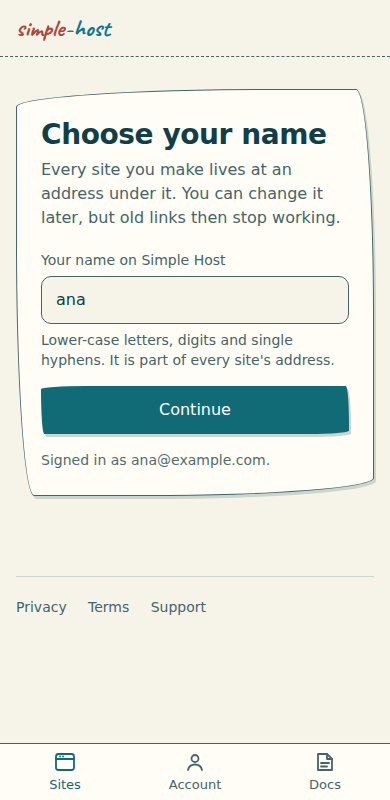 simple-host
Choose your name
Every site you make lives at an
address under it. You can change it
later, but old links then stop working.
Your name on Simple Host
ana
Lower-case letters, digits and single
hyphens. It is part of every site's address.
Continue
Signed in as ana@example.com.
Privacy Terms Support
Sites Account Docs